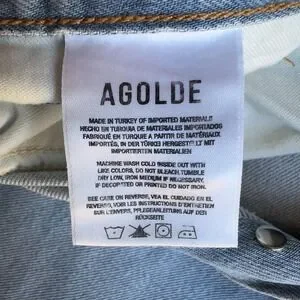 AGOLDE
MADE IN TURKEY OF IMPORTED MATERIALS
HECHO EN TURQUIA DE MATERIALES IMPORTADOS
FABRIQUÉ EN TURQUIE A PARTIR DE MATÉRIAUX
IMPORTÉS, IN DER TÜRKEI HERGESTELLT MIT
IMPORTIERTEN MATERIALIEN
MACHINE WASH COLD INSIDE OUT WITH
LIKE COLORS, DO NOT BLEACH, TUMBLE
DRY LOW, IRON MEDIUM IF NECESSARY.
IF DECORATED OR PRINTED DO NOT IRON.
SEE CARE ON REVERSE, VEA EL CUIDADO EN EL
REVERSO, VOIR LES INSTRUCTIONS D'ENTRETIEN
SUR L'ENVERS, PFLEGEANLEITUNG AUF DER
RÜCKSEITE